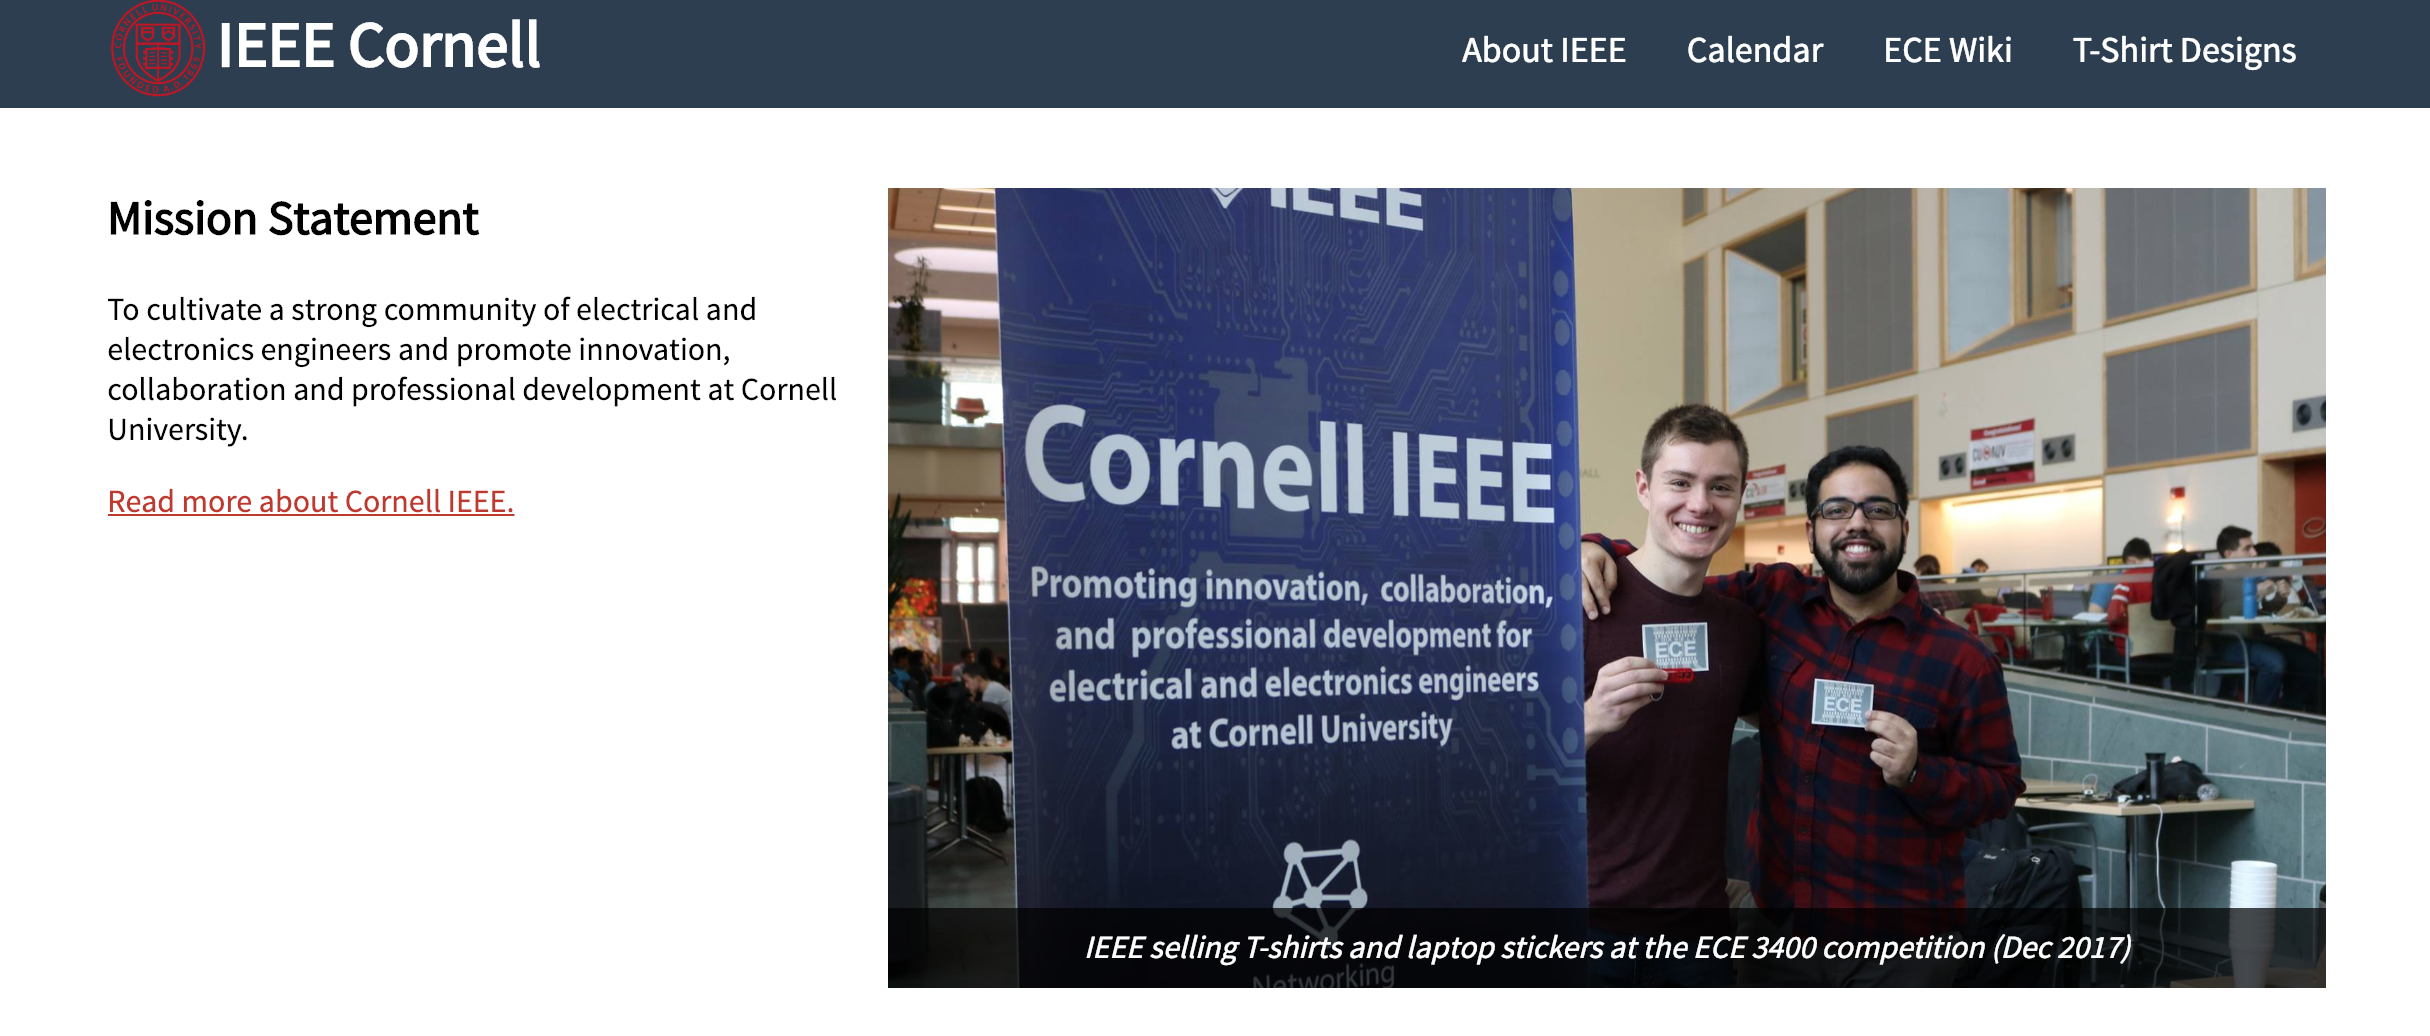 IEEE Cornell
About IEEE
Calendar
ECE Wiki
T-Shirt Designs
Mission Statement
To cultivate a strong community of electrical and
electronics engineers and promote innovation,
collaboration and professional development at Cornell
University.
Read more about Cornell IEEE.
IEEE
Cornell IEEE
Promoting innovation, collaboration,
and professional development for
electrical and electronics engineers
at Cornell University
Networking
ECE
ECE
IEEE selling T-shirts and laptop stickers at the ECE 3400 competition (Dec 2017)